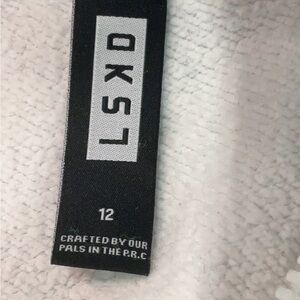 LSKD
12
CRAFTED BY OUR
PALS IN THE P.R.C